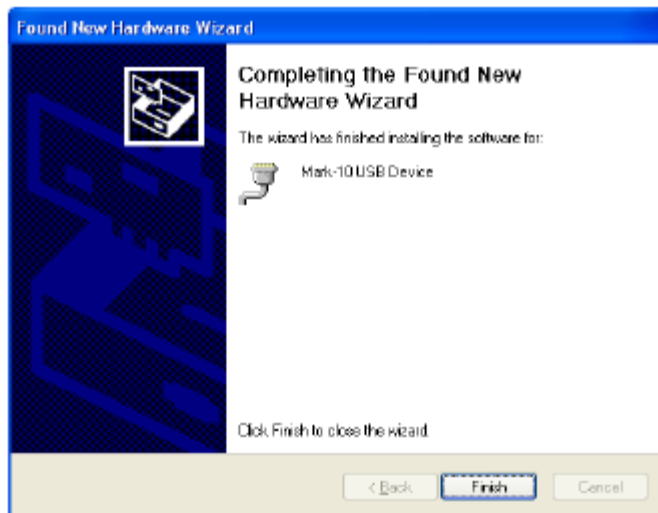 Found New Hardware Wizard
Completing the Found New
Hardware Wizard
The wizard has finished installing the software for:
Mark-10 USB Device
Click Finish to close the wizard.
< Back
Finish
Cancel